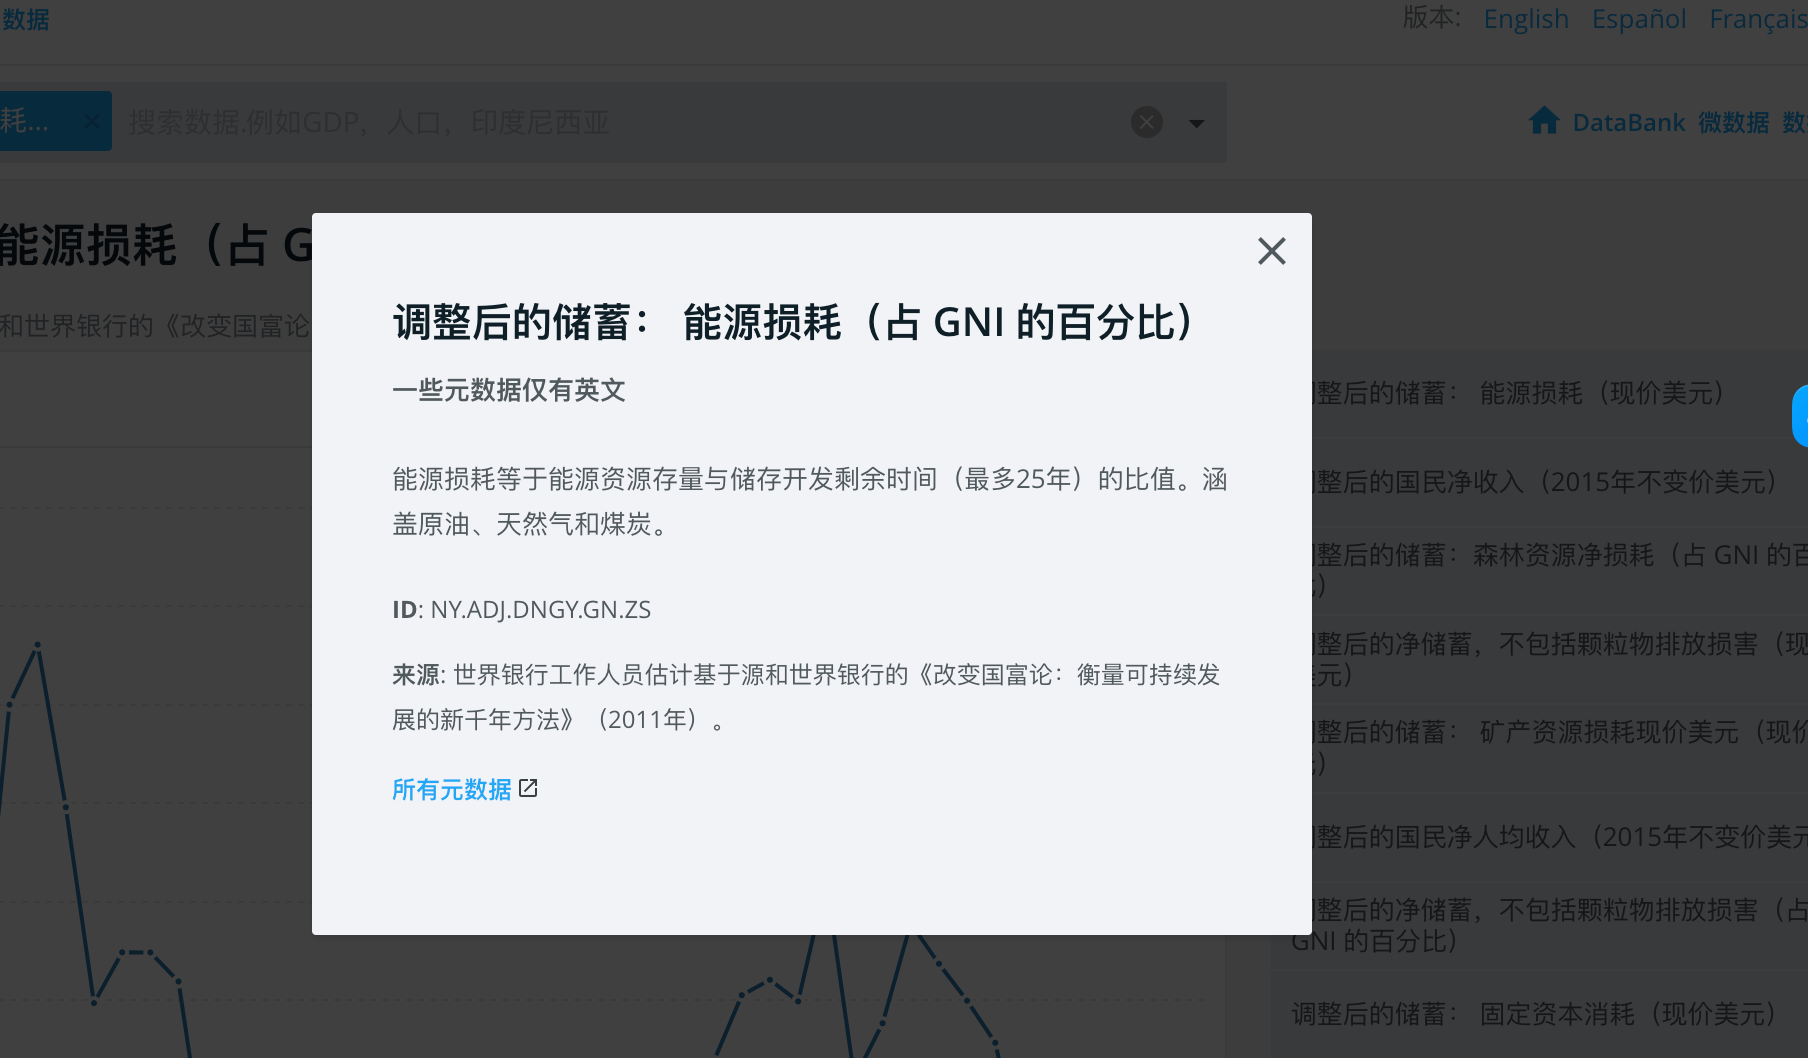 数据
版本: English Español Français
耗...
搜索数据.例如GDP, 人口, 印度尼西亚
DataBank 微数据 数
能源损耗（占 G
和世界银行的《改变国富论
调整后的储蓄： 能源损耗（占 GNI 的百分比）
一些元数据仅有英文
能源损耗等于能源资源存量与储存开发剩余时间（最多25年）的比值。涵
盖原油、天然气和煤炭。
ID: NY.ADJ.DNGY.GN.ZS
来源: 世界银行工作人员估计基于源和世界银行的《改变国富论：衡量可持续发
展的新千年方法》（2011年）。
所有元数据
整后的储蓄： 能源损耗（现价美元）
整后的国民净收入（2015年不变价美元）
整后的储蓄：森林资源净损耗（占 GNI 的百
）
整后的净储蓄，不包括颗粒物排放损害（现
元）
整后的储蓄： 矿产资源损耗现价美元（现价
）
整后的国民净人均收入（2015年不变价美元
整后的净储蓄，不包括颗粒物排放损害（占
GNI 的百分比）
调整后的储蓄： 固定资本消耗（现价美元）